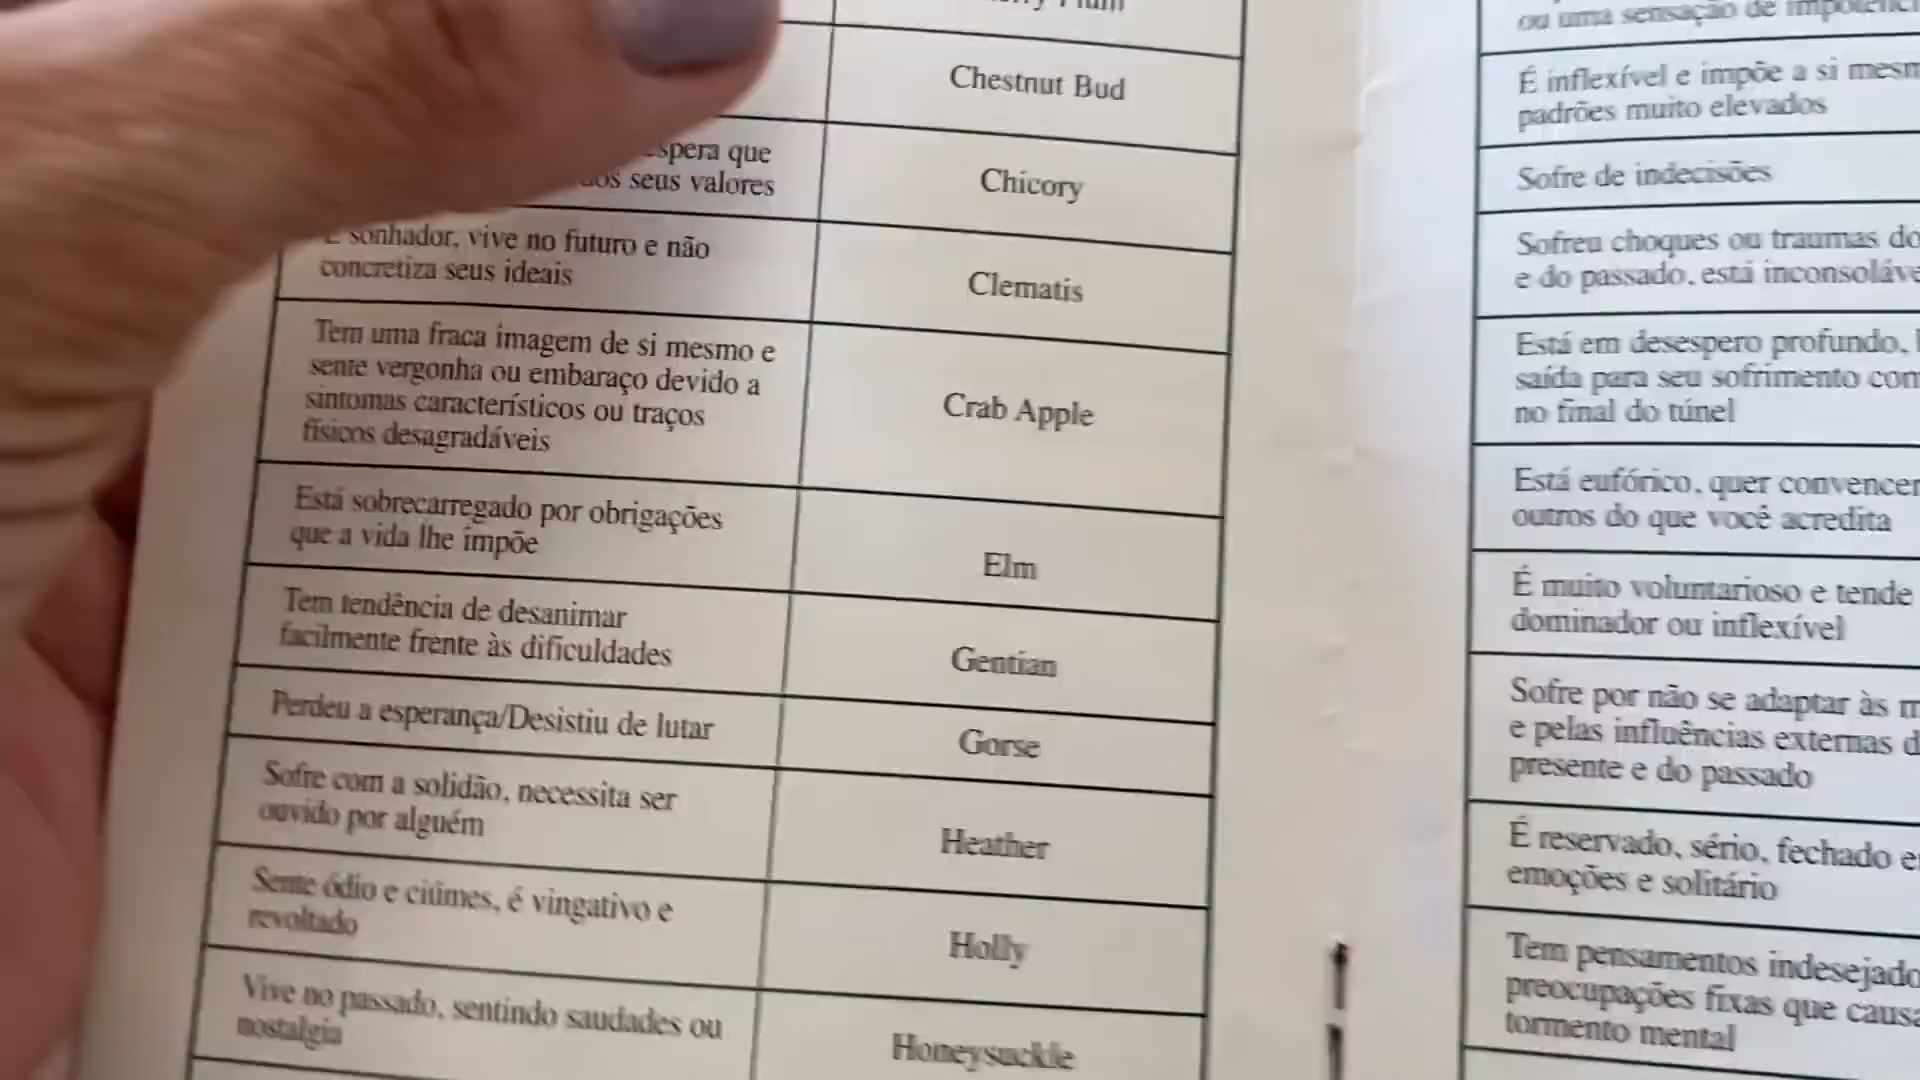 Plum
Chestnut Bud
espera que
seus valores
Chicory
sonhador, vive no futuro e não
concretiza seus ideais
Clematis
Tem uma fraca imagem de si mesmo e
sente vergonha ou embaraço devido a
sintomas característicos ou traços
físicos desagradáveis
Crab Apple
Está sobrecarregado por obrigações
que a vida lhe impõe
Elm
Tem tendência de desanimar
facilmente frente às dificuldades
Gentian
Perdeu a esperança/Desistiu de lutar
Gorse
Sofre com a solidão, necessita ser
ouvido por alguém
Heather
Sente ódio e ciúmes, é vingativo e
revoltado
Holly
Vive no passado, sentindo saudades ou
nostalgia
Honeysuckle
ou uma sensação de
É inflexível e impõe a si
padrões muito elevados
Sofre de indecisões
Sofreu choques ou traumas
e do passado, está
Está em desespero profundo,
saída para seu sofrimento
no final do túnel
Está eufórico, quer convencer
outros do que você acredita
É muito voluntarioso e tende
dominador ou inflexível
Sofre por não se adaptar às
e pelas influências externas
presente e do passado
É reservado, sério, fechado
emoções e solitário
Tem pensamentos
preocupações fixas que
tormento mental